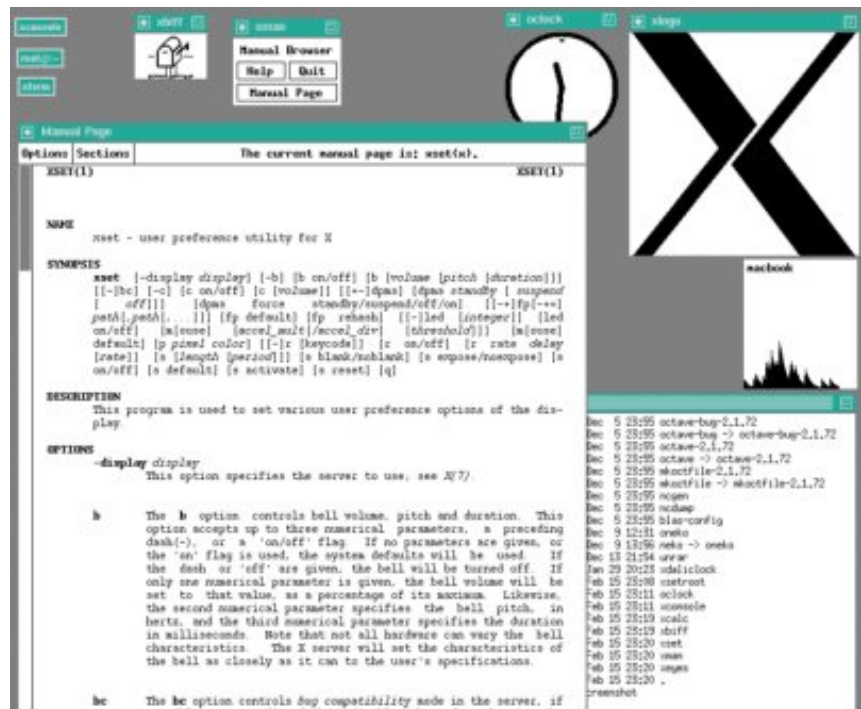 xconsole
xbiff
xman
oclock
xlogo
root@:~
xterm
Manual Browser
Help Quit
Manual Page
Manual Page
Options Sections The current manual page is: xset(x).
XSET(1) XSET(1)
NAME
xset - user preference utility for X
SYNOPSIS
xset [-display display] [-b] [b on/off] [b [volume [pitch [duration]]]
[[-]bc] [-c] [c on/off] [c [volume]] [[+-]dpms] [dpms standby [ suspend
[ off]]] [dpms force standby/suspend/off/on] [[-+]fp[-+=]
path[,path[,...]]] [fp default] [fp rehash] [[-]led [integer]] [led
on/off] [m[ouse] [accel_mult[/accel_div] [threshold]]] [m[ouse]
default] [p pixel color] [[-]r [keycode]] [r on/off] [r rate delay
[rate]] [s [length [period]]] [s blank/noblank] [s expose/noexpose] [s
on/off] [s default] [s activate] [s reset] [q]
DESCRIPTION
This program is used to set various user preference options of the dis-
play.
OPTIONS
-display display
This option specifies the server to use, see X(7).
b The b option controls bell volume, pitch and duration. This
option accepts up to three numerical parameters, a preceding
dash(-), or a 'on/off' flag. If no parameters are given, or
the 'on' flag is used, the system defaults will be used. If
the dash or 'off' are given, the bell will be turned off. If
only one numerical parameter is given, the bell volume will be
set to that value, as a percentage of its maximum. Likewise,
the second numerical parameter specifies the bell pitch, in
hertz, and the third numerical parameter specifies the duration
in milliseconds. Note that not all hardware can vary the bell
characteristics. The X server will set the characteristics of
the bell as closely as it can to the user's specifications.
bc The bc option controls bug compatibility mode in the server, if
macbook
Dec 5 23:55 octave-bug-2.1.72
Dec 5 23:55 octave-bug -> octave-bug-2.1.72
Dec 5 23:55 octave-2.1.72
Dec 5 23:55 octave -> octave-2.1.72
Dec 5 23:55 mkoctfile-2.1.72
Dec 5 23:55 mkoctfile -> mkoctfile-2.1.72
Dec 5 23:55 ncgen
Dec 5 23:55 ncdump
Dec 5 23:55 blas-config
Dec 9 12:31 oneko
Dec 9 13:56 neko -> oneko
Dec 13 21:54 unrar
Jan 29 20:23 xdaliclock
Feb 15 23:08 xsetroot
Feb 15 23:11 oclock
Feb 15 23:11 xconsole
Feb 15 23:19 xcalc
Feb 15 23:19 xbiff
Feb 15 23:20 xset
Feb 15 23:20 xman
Feb 15 23:20 xeyes
Feb 15 23:20 .
creenshot